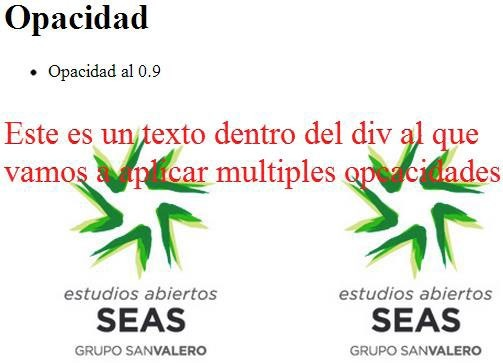 Opacidad
Opacidad al 0.9
Este es un texto dentro del div al que
vamos a aplicar multiples opcacidades
estudios abiertos
SEAS
GRUPO SANVALERO
estudios abiertos
SEAS
GRUPO SANVALERO